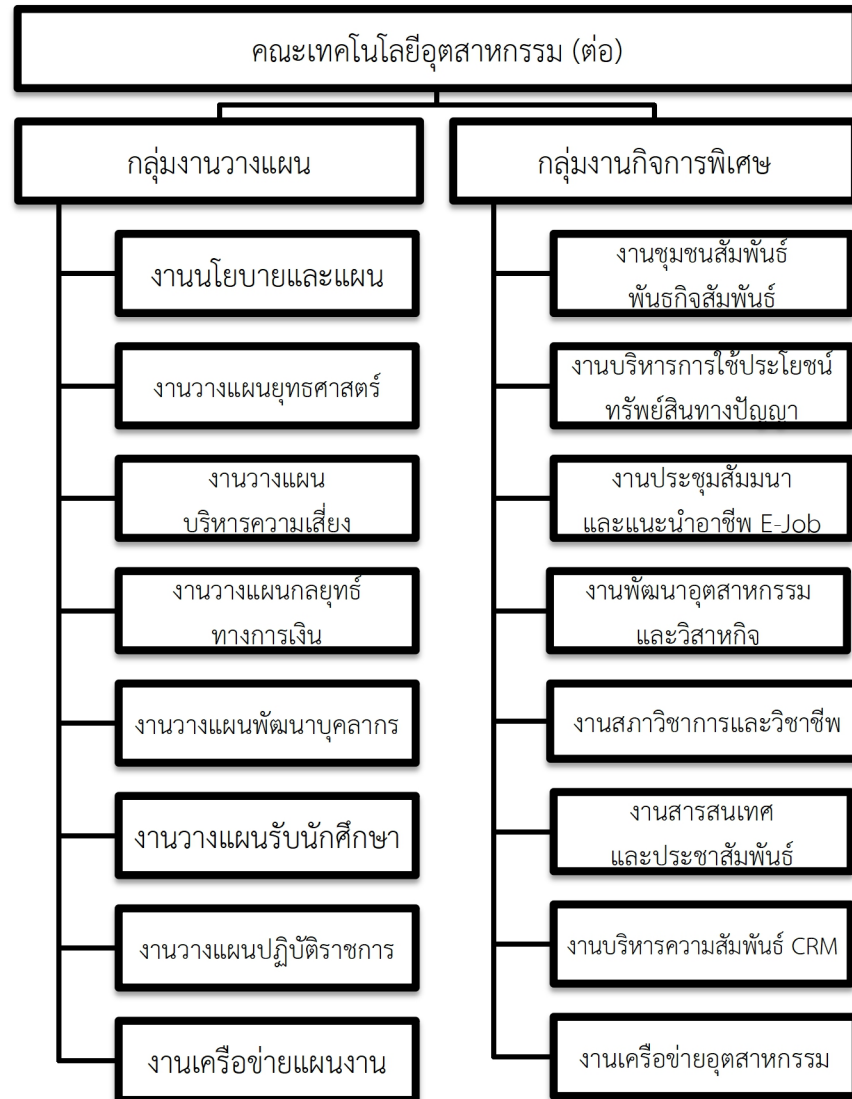 คณะเทคโนโลยีอุตสาหกรรม (ต่อ)
กลุ่มงานวางแผน
งานนโยบายและแผน
งานวางแผนยุทธศาสตร์
งานวางแผน
บริหารความเสี่ยง
งานวางแผนกลยุทธ์
ทางการเงิน
งานวางแผนพัฒนาบุคลากร
งานวางแผนรับนักศึกษา
งานวางแผนปฏิบัติราชการ
งานเครือข่ายแผนงาน
กลุ่มงานกิจการพิเศษ
งานชุมชนสัมพันธ์
พันธกิจสัมพันธ์
งานบริหารการใช้ประโยชน์
ทรัพย์สินทางปัญญา
งานประชุมสัมมนา
และแนะนำอาชีพ E-Job
งานพัฒนาอุตสาหกรรม
และวิสาหกิจ
งานสภาวิชาการและวิชาชีพ
งานสารสนเทศ
และประชาสัมพันธ์
งานบริหารความสัมพันธ์ CRM
งานเครือข่ายอุตสาหกรรม